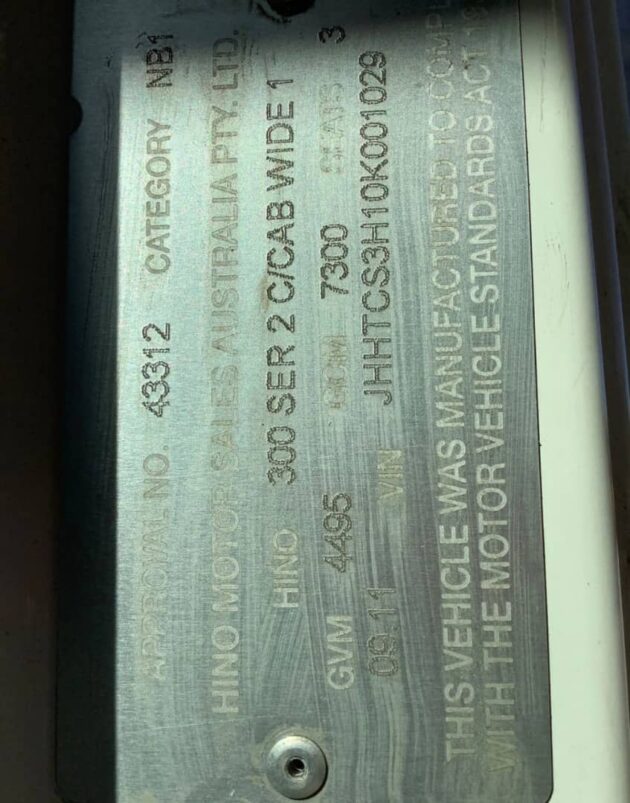 APPROVAL NO. 43312 CATEGORY NB1
HINO MOTOR SALES AUSTRALIA PTY. LTD.
HINO 300 SER 2 C/CAB WIDE 1
GVM 4495 GCM 7300 SEATS 3
09.11 VIN JHHTCS3H10K001029
THIS VEHICLE WAS MANUFACTURED TO
WITH THE MOTOR VEHICLE STANDARDS ACT